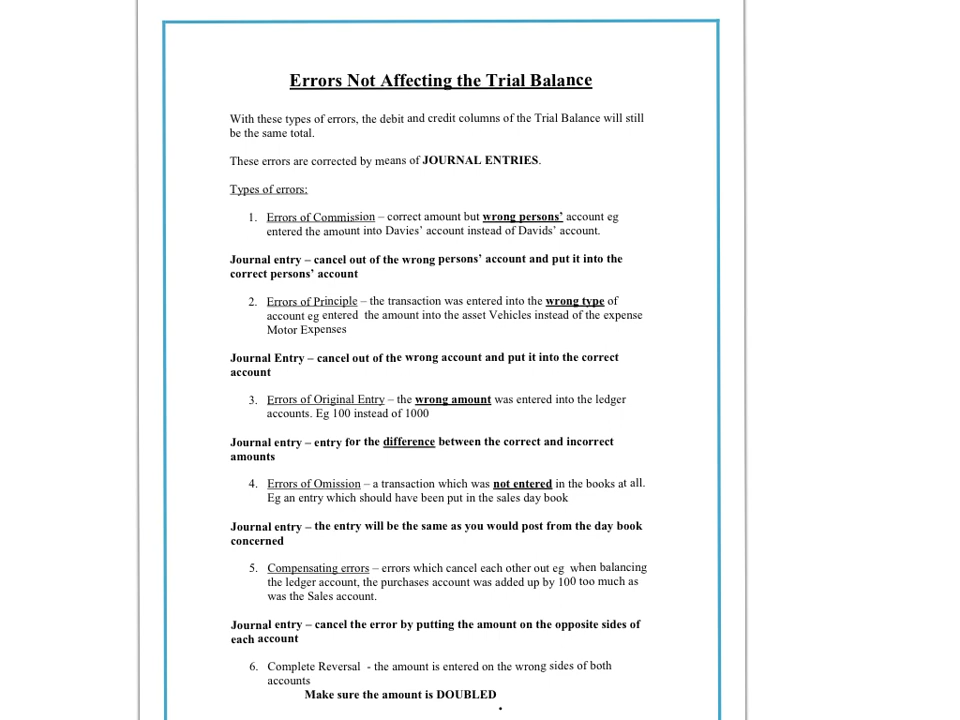 Errors Not Affecting the Trial Balance
With these types of errors, the debit and credit columns of the Trial Balance will still
be the same total.
These errors are corrected by means of JOURNAL ENTRIES.
Types of errors:
1. Errors of Commission – correct amount but wrong persons’ account eg
entered the amount into Davies’ account instead of Davids’ account.
Journal entry – cancel out of the wrong persons’ account and put it into the
correct persons’ account
2. Errors of Principle – the transaction was entered into the wrong type of
account eg entered the amount into the asset Vehicles instead of the expense
Motor Expenses
Journal Entry – cancel out of the wrong account and put it into the correct
account
3. Errors of Original Entry – the wrong amount was entered into the ledger
accounts. Eg 100 instead of 1000
Journal entry – entry for the difference between the correct and incorrect
amounts
4. Errors of Omission – a transaction which was not entered in the books at all.
Eg an entry which should have been put in the sales day book
Journal entry – the entry will be the same as you would post from the day book
concerned
5. Compensating errors – errors which cancel each other out eg when balancing
the ledger account, the purchases account was added up by 100 too much as
was the Sales account.
Journal entry – cancel the error by putting the amount on the opposite sides of
each account
6. Complete Reversal - the amount is entered on the wrong sides of both
accounts
Make sure the amount is DOUBLED